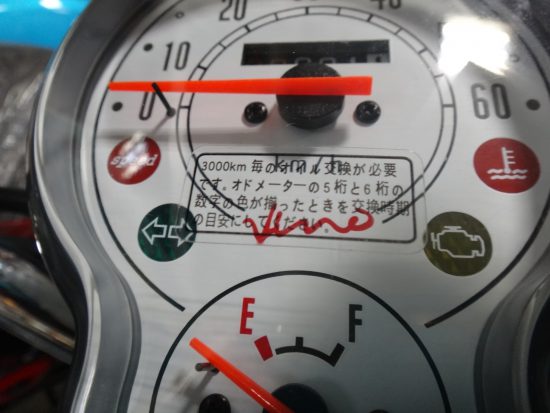 20
10
0
60
km/h
speed
3000km 毎のオイル交換が必要
です。オドメーターの5桁と6桁の
数字の色が揃ったときを交換時期
の目安にしてください。
Vino
E
F